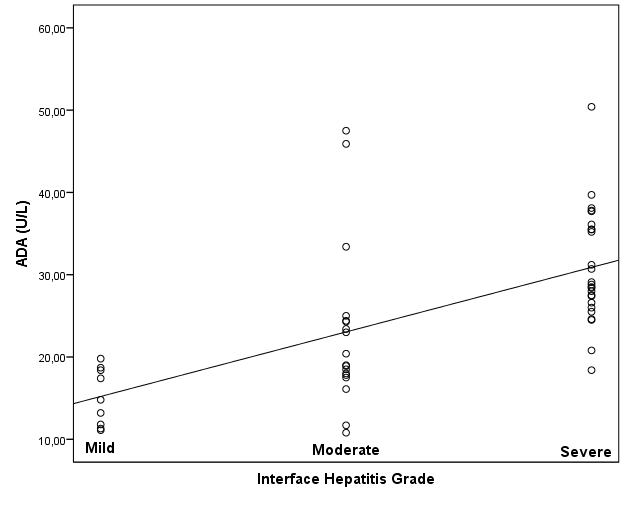 60,00
50,00
40,00
30,00
20,00
10,00
ADA (U/L)
Mild Moderate Severe
Interface Hepatitis Grade